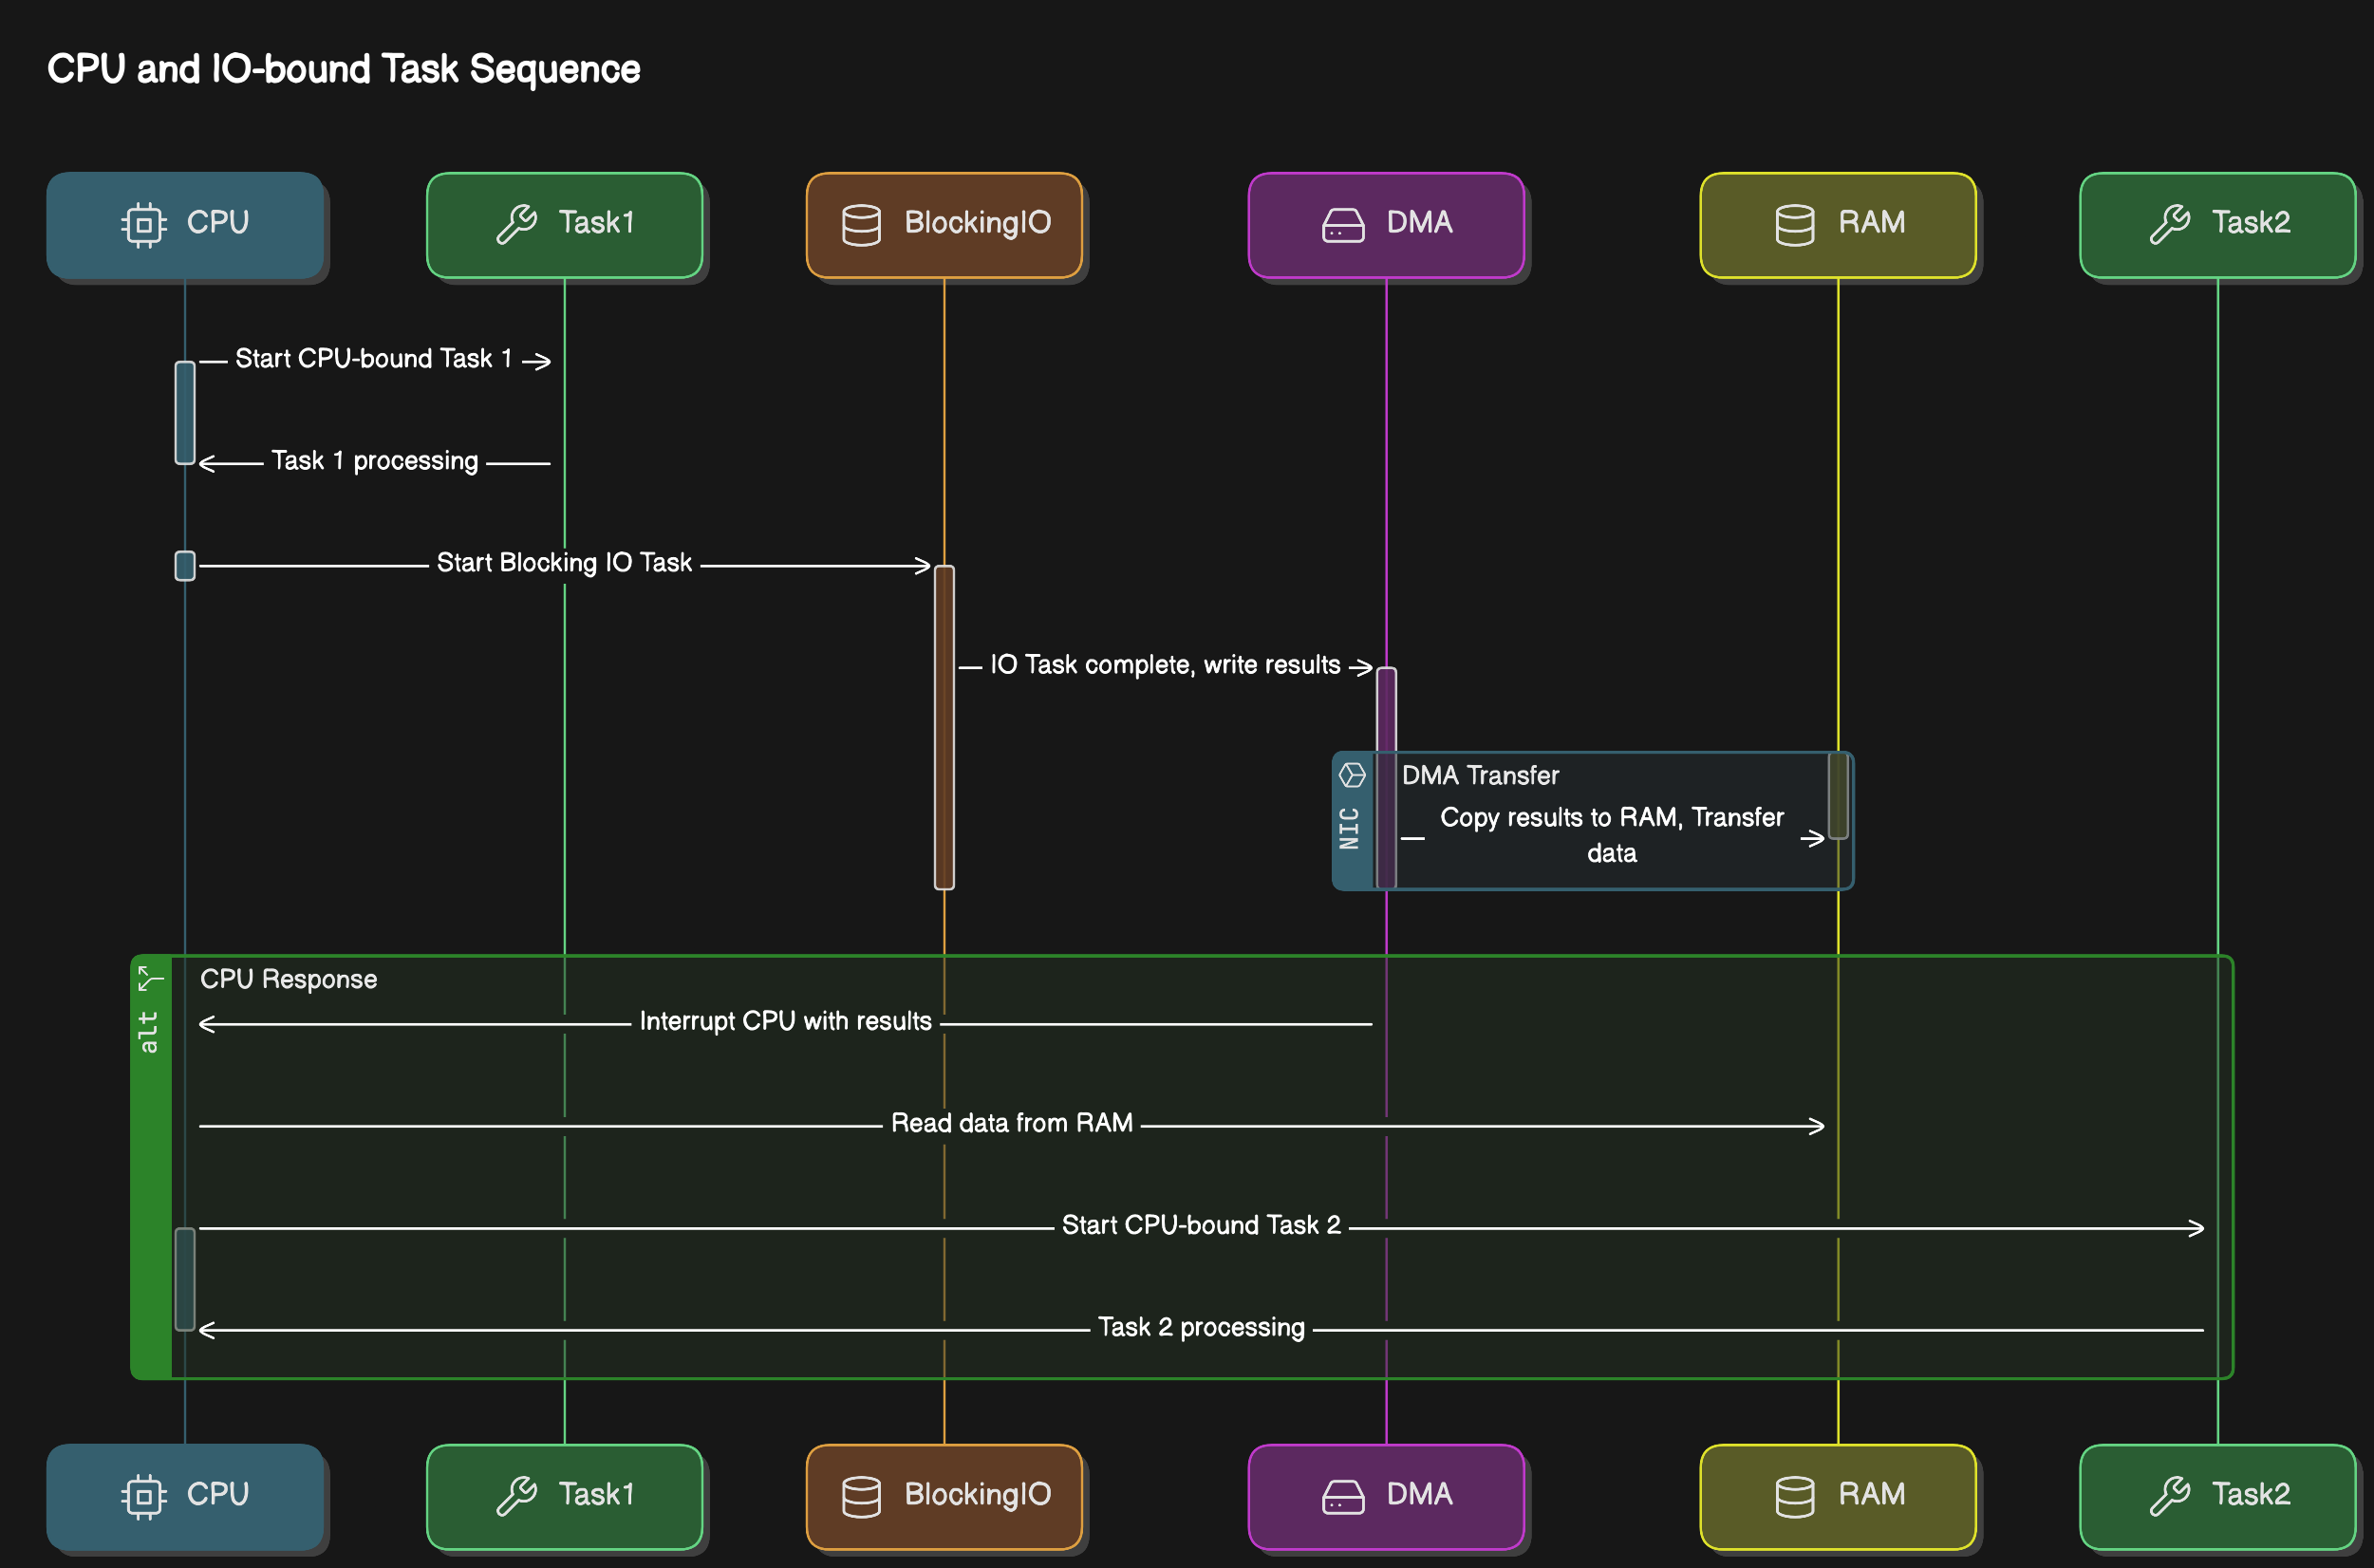 CPU and IO-bound Task Sequence
CPU
Task1
BlockingIO
DMA
RAM
Task2
Start CPU-bound Task 1
Task 1 processing
Start Blocking IO Task
IO Task complete, write results
NIC
DMA Transfer
Copy results to RAM, Transfer
data
alt
CPU Response
Interrupt CPU with results
Read data from RAM
Start CPU-bound Task 2
Task 2 processing
CPU
Task1
BlockingIO
DMA
RAM
Task2